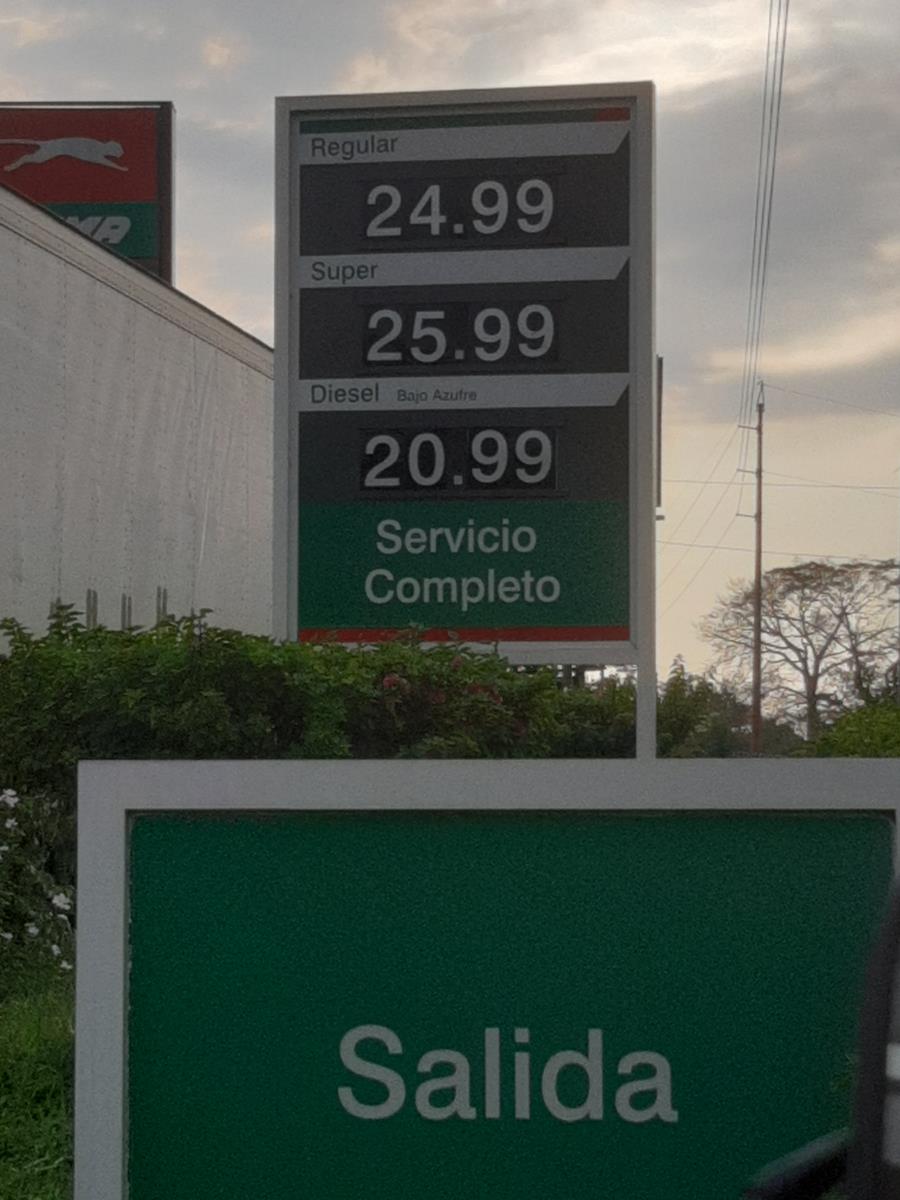 Regular
24.99
Super
25.99
Diesel Bajo Azufre
20.99
Servicio
Completo
Salida